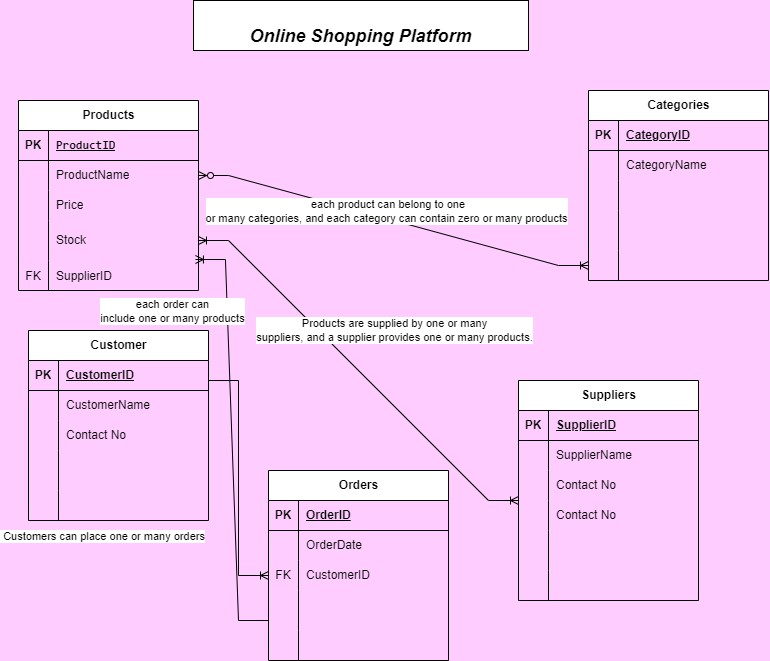 Online Shopping Platform
Products
PK ProductID
ProductName
Price
Stock
FK SupplierID
Categories
PK CategoryID
CategoryName
each product can belong to one
or many categories, and each category can contain zero or many products
each order can
include one or many products
Products are supplied by one or many
suppliers, and a supplier provides one or many products.
Customer
PK CustomerID
CustomerName
Contact No
Customers can place one or many orders
Suppliers
PK SupplierID
SupplierName
Contact No
Contact No
Orders
PK OrderID
OrderDate
FK CustomerID